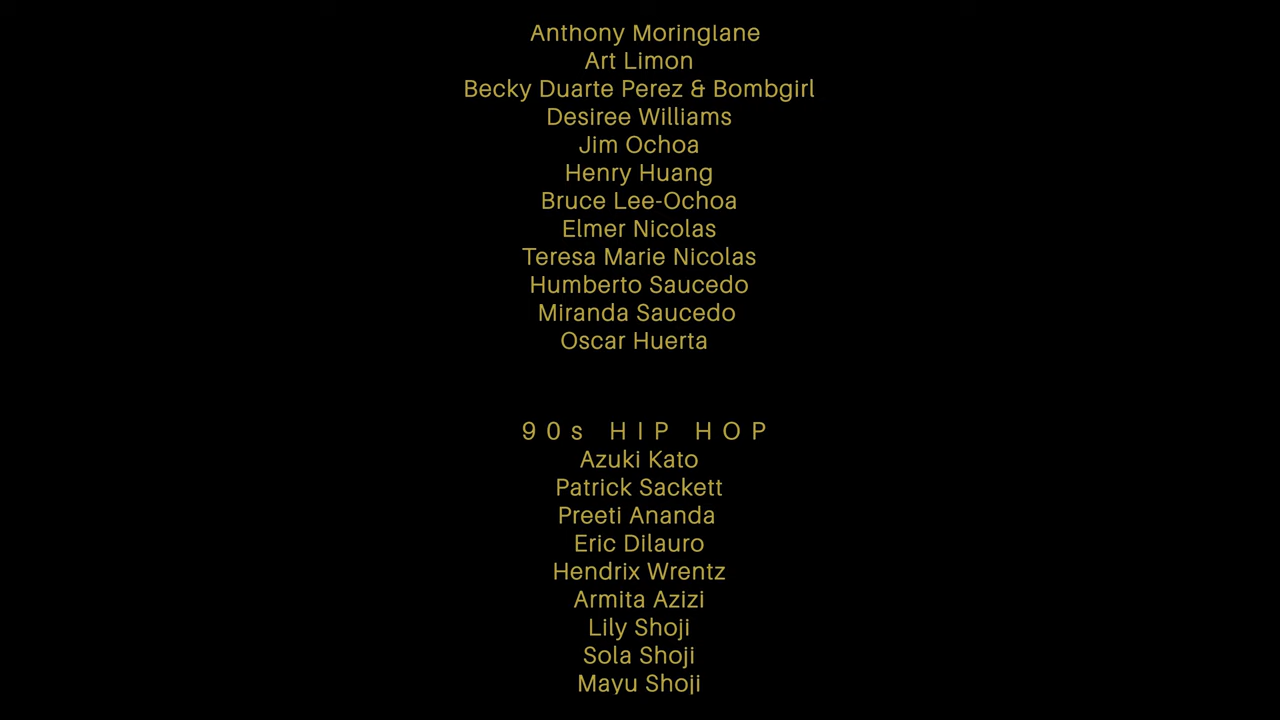 Anthony Moringlane
Art Limon
Becky Duarte Perez & Bombgirl
Desiree Williams
Jim Ochoa
Henry Huang
Bruce Lee-Ochoa
Elmer Nicolas
Teresa Marie Nicolas
Humberto Saucedo
Miranda Saucedo
Oscar Huerta
90s HIP HOP
Azuki Kato
Patrick Sackett
Preeti Ananda
Eric Dilauro
Hendrix Wrentz
Armita Azizi
Lily Shoji
Sola Shoji
Mayu Shoji